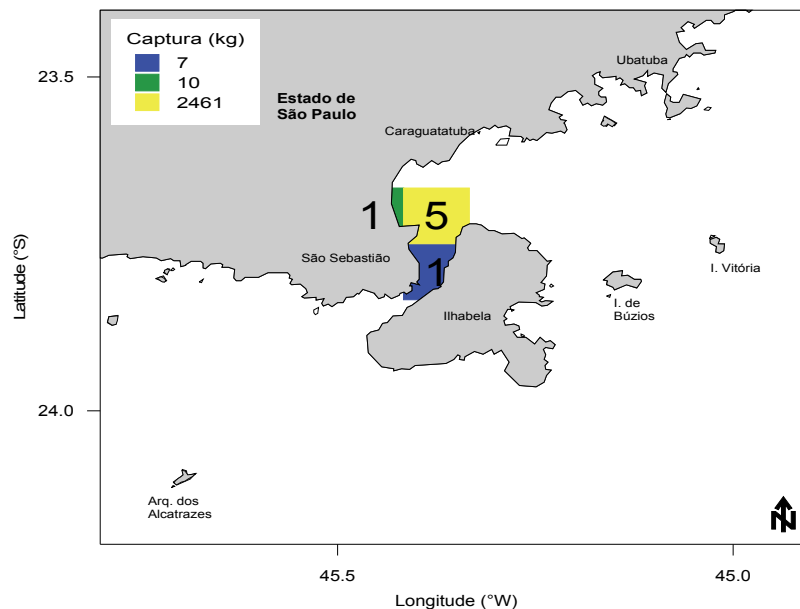 Captura (kg)
7
10
2461
Estado de
São Paulo
Ubatuba
Caraguatatuba
23.5
1
5
São Sebastião
1
I. Vitória
I. de
Búzios
Ilhabela
Latitude (°S)
24.0
Arq. dos
Alcatrazes
N
45.5
45.0
Longitude (°W)